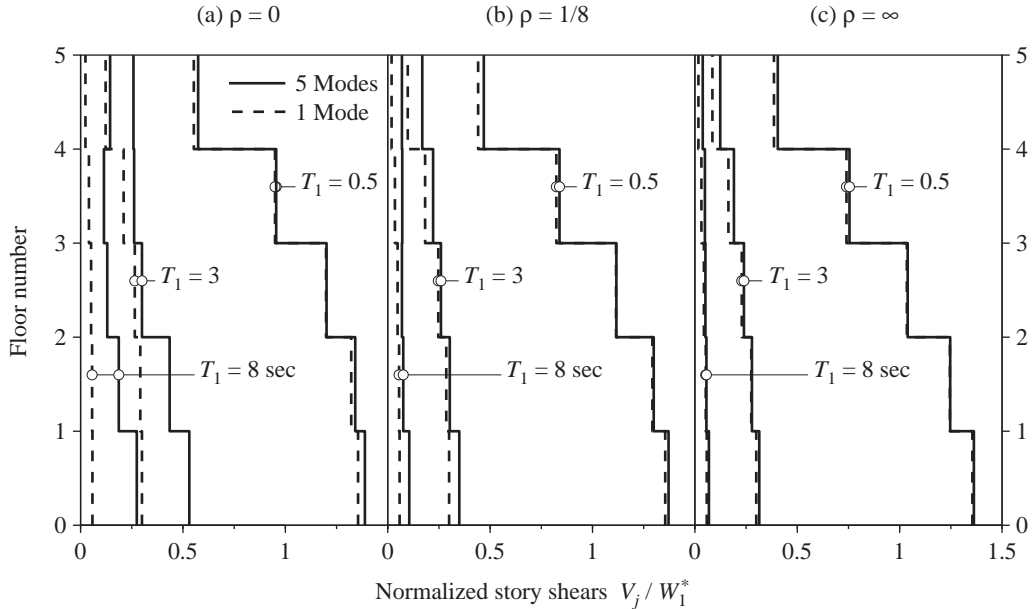 (a) ρ = 0
(b) ρ = 1/8
(c) ρ = ∞
5 Modes
1 Mode
T₁ = 0.5
T₁ = 3
T₁ = 8 sec
T₁ = 0.5
T₁ = 3
T₁ = 8 sec
T₁ = 0.5
T₁ = 3
T₁ = 8 sec
Floor number
5
4
3
2
1
0
5
4
3
2
1
0
0 0.5 1 0 0.5 1 0 0.5 1 1.5
Normalized story shears V_j / W₁*